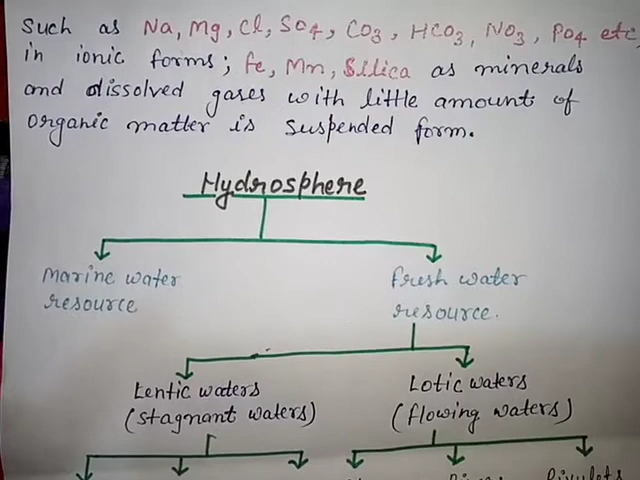 Such as Na, Mg, Cl, SO4, CO3, HCO3, NO3, PO4 etc
in ionic forms; Fe, Mn, Silica as minerals
and dissolved gases with little amount of
organic matter is suspended form.
Hydrosphere
Marine water
resource
Fresh water
resource.
Lentic waters
(stagnant waters)
Lotic waters
(flowing waters)
Rivulets